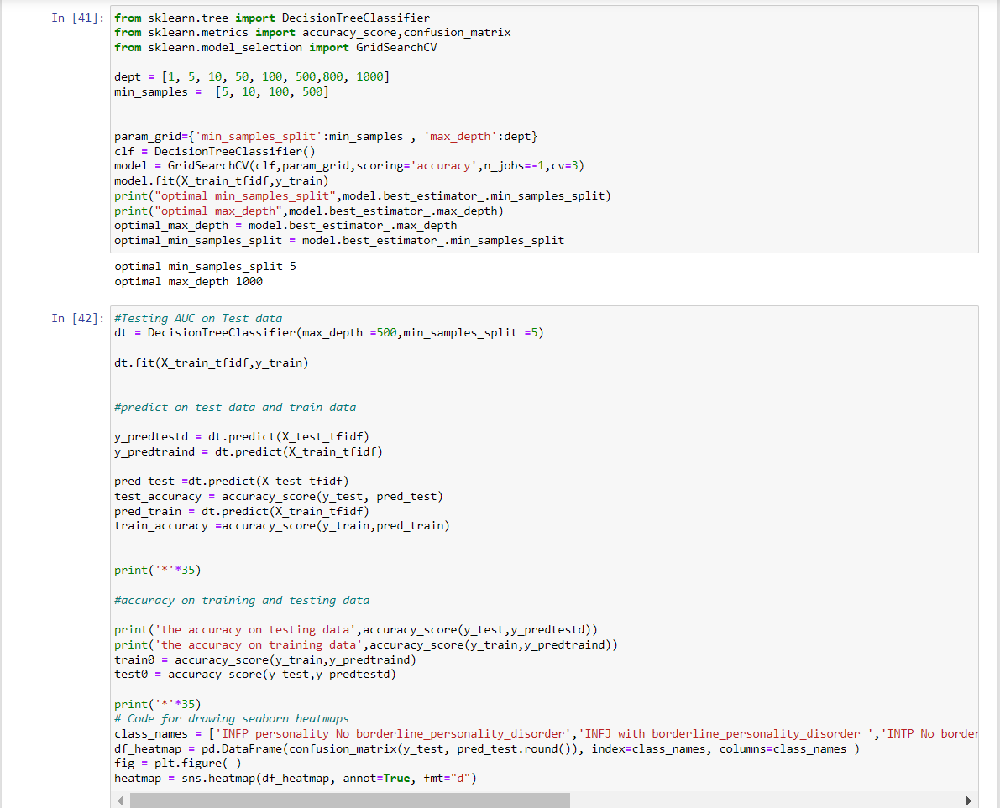 In [41]: from sklearn.tree import DecisionTreeClassifier
from sklearn.metrics import accuracy_score,confusion_matrix
from sklearn.model_selection import GridSearchCV
dept = [1, 5, 10, 50, 100, 500,800, 1000]
min_samples =  [5, 10, 100, 500]
param_grid={'min_samples_split':min_samples , 'max_depth':dept}
clf = DecisionTreeClassifier()
model = GridSearchCV(clf,param_grid,scoring='accuracy',n_jobs=-1,cv=3)
model.fit(X_train_tfidf,y_train)
print("optimal min_samples_split",model.best_estimator_.min_samples_split)
print("optimal max_depth",model.best_estimator_.max_depth)
optimal_max_depth = model.best_estimator_.max_depth
optimal_min_samples_split = model.best_estimator_.min_samples_split
optimal min_samples_split 5
optimal max_depth 1000
In [42]: #Testing AUC on Test data
dt = DecisionTreeClassifier(max_depth =500,min_samples_split =5)
dt.fit(X_train_tfidf,y_train)
#predict on test data and train data
y_predtestd = dt.predict(X_test_tfidf)
y_predtraind = dt.predict(X_train_tfidf)
pred_test =dt.predict(X_test_tfidf)
test_accuracy = accuracy_score(y_test, pred_test)
pred_train = dt.predict(X_train_tfidf)
train_accuracy =accuracy_score(y_train,pred_train)
print('*'*35)
#accuracy on training and testing data
print('the accuracy on testing data',accuracy_score(y_test,y_predtestd))
print('the accuracy on training data',accuracy_score(y_train,y_predtraind))
train0 = accuracy_score(y_train,y_predtraind)
test0 = accuracy_score(y_test,y_predtestd)
print('*'*35)
# Code for drawing seaborn heatmaps
class_names = ['INFP personality No borderline_personality_disorder','INFJ with borderline_personality_disorder ','INTP No border
df_heatmap = pd.DataFrame(confusion_matrix(y_test, pred_test.round()), index=class_names, columns=class_names )
fig = plt.figure( )
heatmap = sns.heatmap(df_heatmap, annot=True, fmt="d")